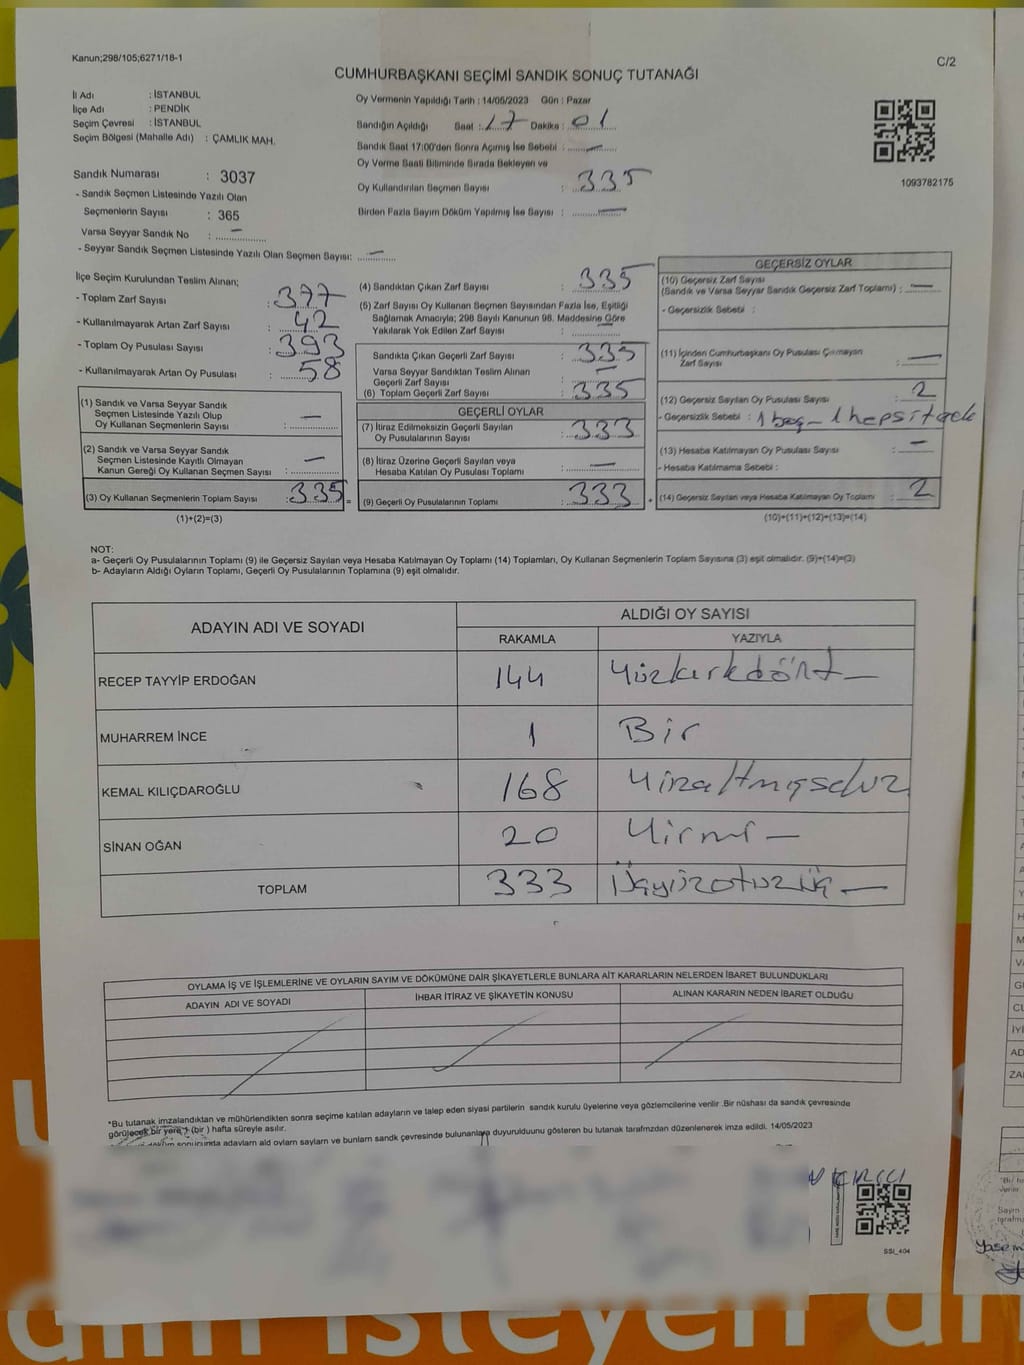 Kanun;298/105;6271/18-1
C/2
CUMHURBAŞKANI SEÇİMİ SANDIK SONUÇ TUTANAĞI
İl Adı : İSTANBUL
İlçe Adı : PENDİK
Seçim Çevresi : İSTANBUL
Seçim Bölgesi (Mahalle Adı) : ÇAMLIK MAH.
Oy Vermenin Yapıldığı Tarih : 14/05/2023 Gün : Pazar
Sandığın Açıldığı Saat : 17 Dakika : 01
Sandık Saat 17:00'den Sonra Açımış İse Sebebi : —
Oy Verme Saati Bitiminde Sırada Bekleyen ve
Oy Kullandırılan Seçmen Sayısı : 335
Birden Fazla Sayım Döküm Yapılmış İse Sayısı : —
1093782175
Sandık Numarası : 3037
- Sandık Seçmen Listesinde Yazılı Olan
Seçmenlerin Sayısı : 365
Varsa Seyyar Sandık No : —
- Seyyar Sandık Seçmen Listesinde Yazılı Olan Seçmen Sayısı: —
İlçe Seçim Kurulundan Teslim Alınan;
- Toplam Zarf Sayısı : 377
- Kullanılmayarak Artan Zarf Sayısı : 42
- Toplam Oy Pusulası Sayısı : 393
- Kullanılmayarak Artan Oy Pusulası : 58
(1) Sandık ve Varsa Seyyar Sandık
Seçmen Listesinde Yazılı Olup
Oy Kullanan Seçmenlerin Sayısı : —
(2) Sandık ve Varsa Seyyar Sandık
Seçmen Listesinde Kayıtlı Olmayan
Kanun Gereği Oy Kullanan Seçmen Sayısı : —
(3) Oy Kullanan Seçmenlerin Toplam Sayısı : 335 =
(1)+(2)=(3)
(4) Sandıktan Çıkan Zarf Sayısı : 335
(5) Zarf Sayısı Oy Kullanan Seçmen Sayısından Fazla İse, Eşitliği
Sağlamak Amacıyla; 298 Sayılı Kanunun 98. Maddesine Göre
Yakılarak Yok Edilen Zarf Sayısı : —
Sandıkta Çıkan Geçerli Zarf Sayısı : 335
Varsa Seyyar Sandıktan Teslim Alınan
Geçerli Zarf Sayısı : —
(6) Toplam Geçerli Zarf Sayısı : 335
GEÇERLİ OYLAR
(7) İtiraz Edilmeksizin Geçerli Sayılan
Oy Pusulalarının Sayısı : 333
(8) İtiraz Üzerine Geçerli Sayılan veya
Hesaba Katılan Oy Pusulası Toplamı : —
(9) Geçerli Oy Pusulalarının Toplamı : 333 +
GEÇERSİZ OYLAR
(10) Geçersiz Zarf Sayısı
(Sandık ve Varsa Seyyar Sandık Geçersiz Zarf Toplamı) : —
- Geçersizlik Sebebi :
(11) İçinden Cumhurbaşkanı Oy Pusulası Çıkmayan
Zarf Sayısı : —
(12) Geçersiz Sayılan Oy Pusulası Sayısı : 2
- Geçersizlik Sebebi : 1 boş - 1 hepsi
(13) Hesaba Katılmayan Oy Pusulası Sayısı : —
- Hesaba Katılmama Sebebi :
(14) Geçersiz Sayılan veya Hesaba Katılmayan Oy Toplamı : 2
(10)+(11)+(12)+(13)=(14)
NOT:
a- Geçerli Oy Pusulalarının Toplamı (9) ile Geçersiz Sayılan veya Hesaba Katılmayan Oy Toplamı (14) Toplamları, Oy Kullanan Seçmenlerin Toplam Sayısına (3) eşit olmalıdır. (9)+(14)=(3)
b- Adayların Aldığı Oyların Toplamı, Geçerli Oy Pusulalarının Toplamına (9) eşit olmalıdır.
ADAYIN ADI VE SOYADI
ALDIĞI OY SAYISI
RAKAMLA YAZIYLA
RECEP TAYYİP ERDOĞAN 144 Yüzkırkdört —
MUHARREM İNCE 1 Bir
KEMAL KILIÇDAROĞLU 168 Yüzaltmışsekiz
SİNAN OĞAN 20 Yirmi —
TOPLAM 333 Üçyüzotuzüç —
OYLAMA İŞ VE İŞLEMLERİNE VE OYLARIN SAYIM VE DÖKÜMÜNE DAİR ŞİKAYETLERLE BUNLARA AİT KARARLARIN NELERDEN İBARET BULUNDUKLARI
ADAYIN ADI VE SOYADI İHBAR İTİRAZ VE ŞİKAYETİN KONUSU ALINAN KARARIN NEDEN İBARET OLDUĞU
*Bu tutanak imzalandıktan ve mühürlendikten sonra seçime katılan adayların ve talep eden siyasi partilerin sandık kurulu üyelerine veya gözlemcilerine verilir .Bir nüshası da sandık çevresinde
görülecek bir yere 1 (bir ) hafta süreyle asılır.
sonucunda adayların ald oyların sayların ve bunların sandık çevresinde bulunanlara duyurulduunu gösteren bu tutanak tarafmzdan düzenlenerek imza edildi. 14/05/2023
SSİ_404